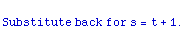 Substitute back for s = t + 1.